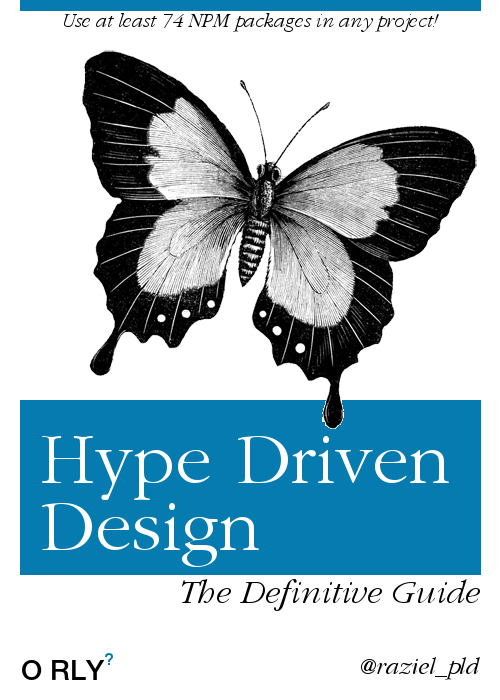 Use at least 74 NPM packages in any project!
Hype Driven
Design
The Definitive Guide
O RLY?
@raziel_pld